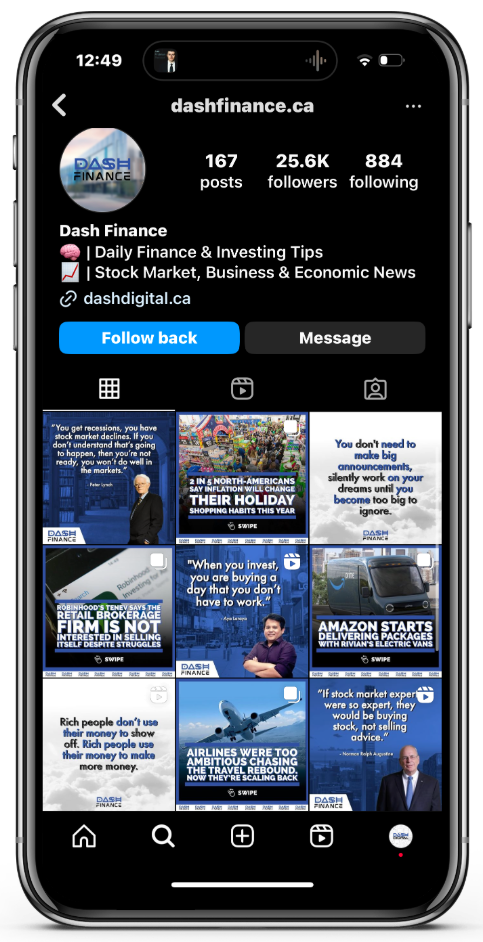 12:49
dashfinance.ca
DASH
FINANCE
167
posts
25.6K
followers
884
following
Dash Finance
| Daily Finance & Investing Tips
| Stock Market, Business & Economic News
dashdigital.ca
Follow back
Message
"You get recessions, you have
stock market declines. If you
don't understand that's going
to happen, then you're not
ready, you won't do well in
the markets."
- Peter Lynch
DASH
FINANCE
2 IN 5 NORTH-AMERICANS
SAY INFLATION WILL CHANGE
THEIR HOLIDAY
SHOPPING HABITS THIS YEAR
SWIPE
You don't need to
make big
announcements,
silently work on your
dreams until you
become too big to
ignore.
DASH
FINANCE
Robinhood
Investing for
ROBINHOOD'S TENEV SAYS THE
RETAIL BROKERAGE
FIRM IS NOT
INTERESTED IN SELLING
ITSELF DESPITE STRUGGLES
SWIPE
"When you invest,
you are buying a
day that you don't
have to work."
DASH
FINANCE
AMAZON STARTS
DELIVERING PACKAGES
WITH RIVIAN'S ELECTRIC VANS
SWIPE
Rich people don't use
their money to show
off. Rich people use
their money to make
more money.
DASH
FINANCE
AIRLINES WERE TOO
AMBITIOUS CHASING
THE TRAVEL REBOUND.
NOW THEY'RE SCALING BACK
SWIPE
"If stock market experts
were so expert, they
would be buying
stock, not selling
advice."
- Norman Ralph Augustine
DASH
FINANCE
DASH
DIGITAL